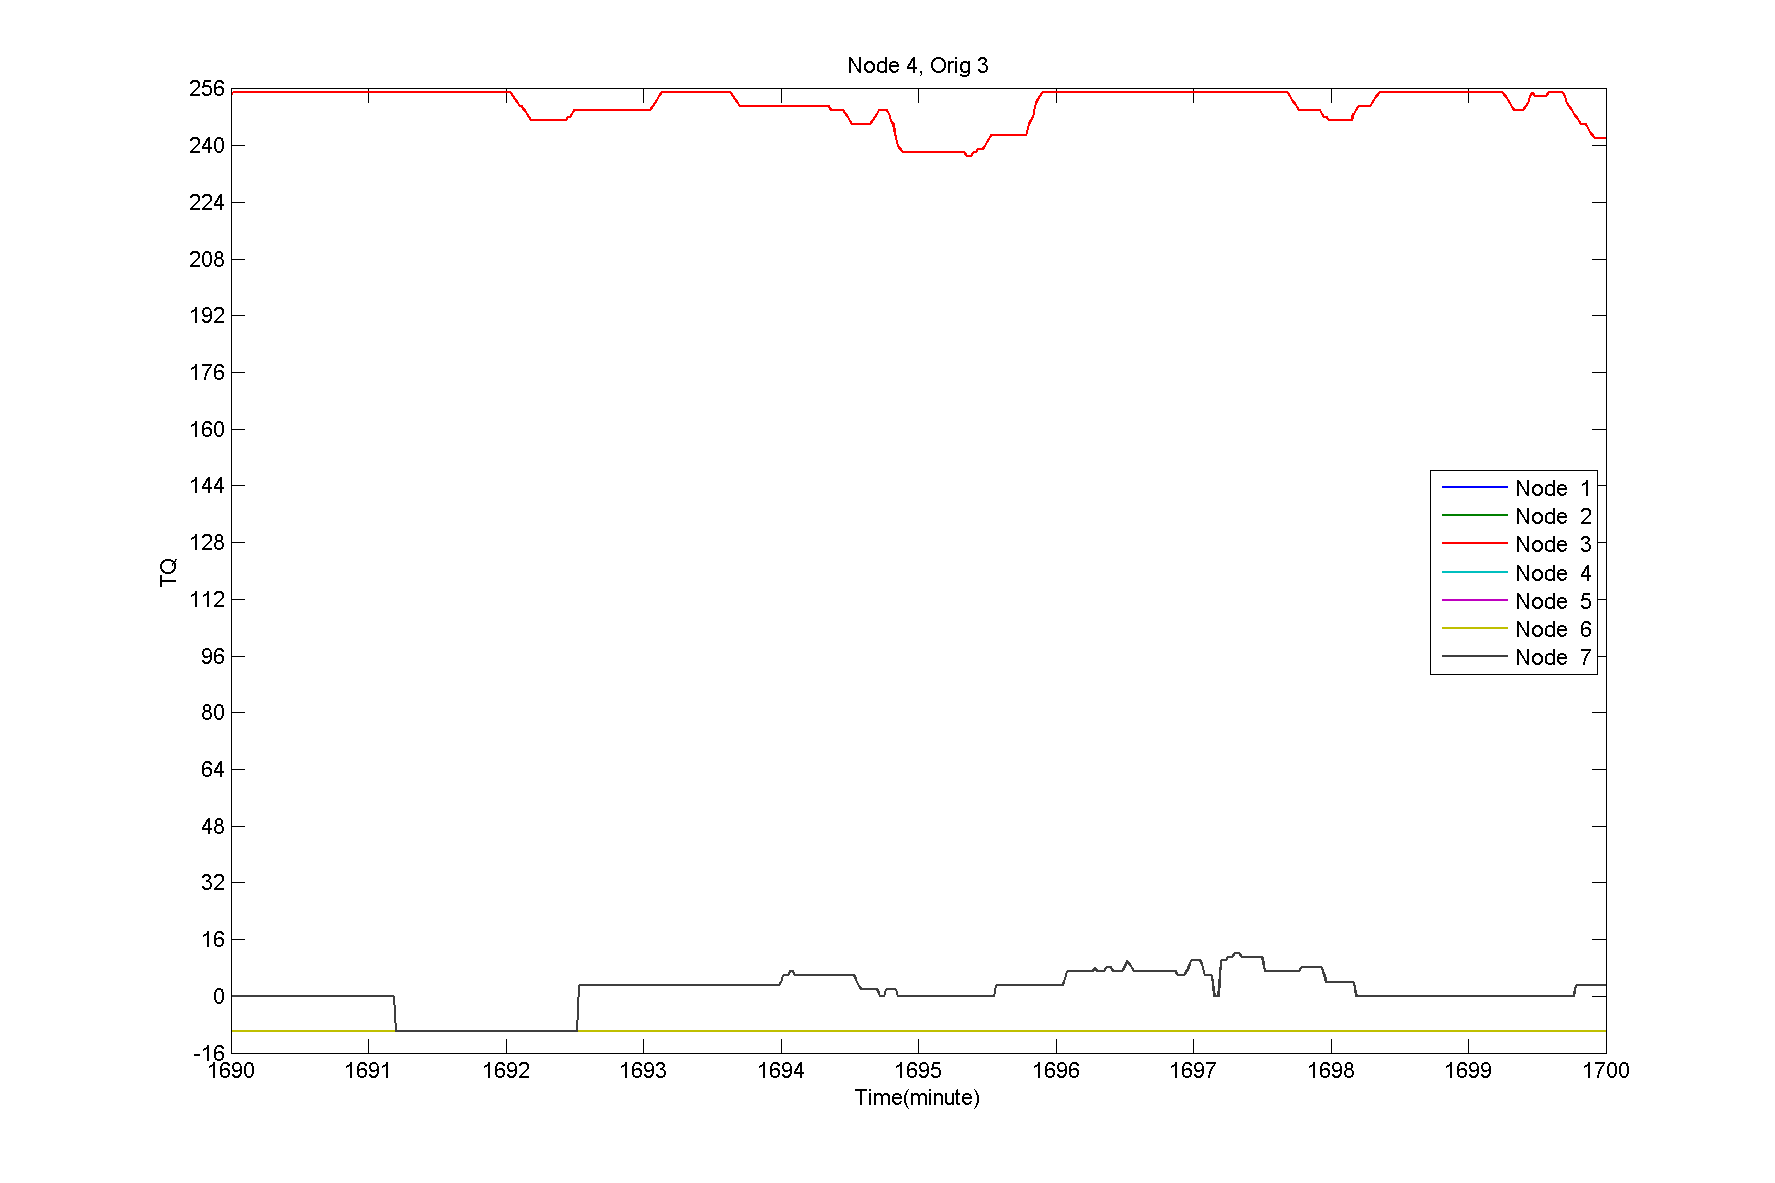 Node 4, Orig 3
256
240
224
208
192
176
160
144
128
112
96
80
64
48
32
16
0
-16
TQ
Node 1
Node 2
Node 3
Node 4
Node 5
Node 6
Node 7
1690 1691 1692 1693 1694 1695 1696 1697 1698 1699 1700
Time(minute)